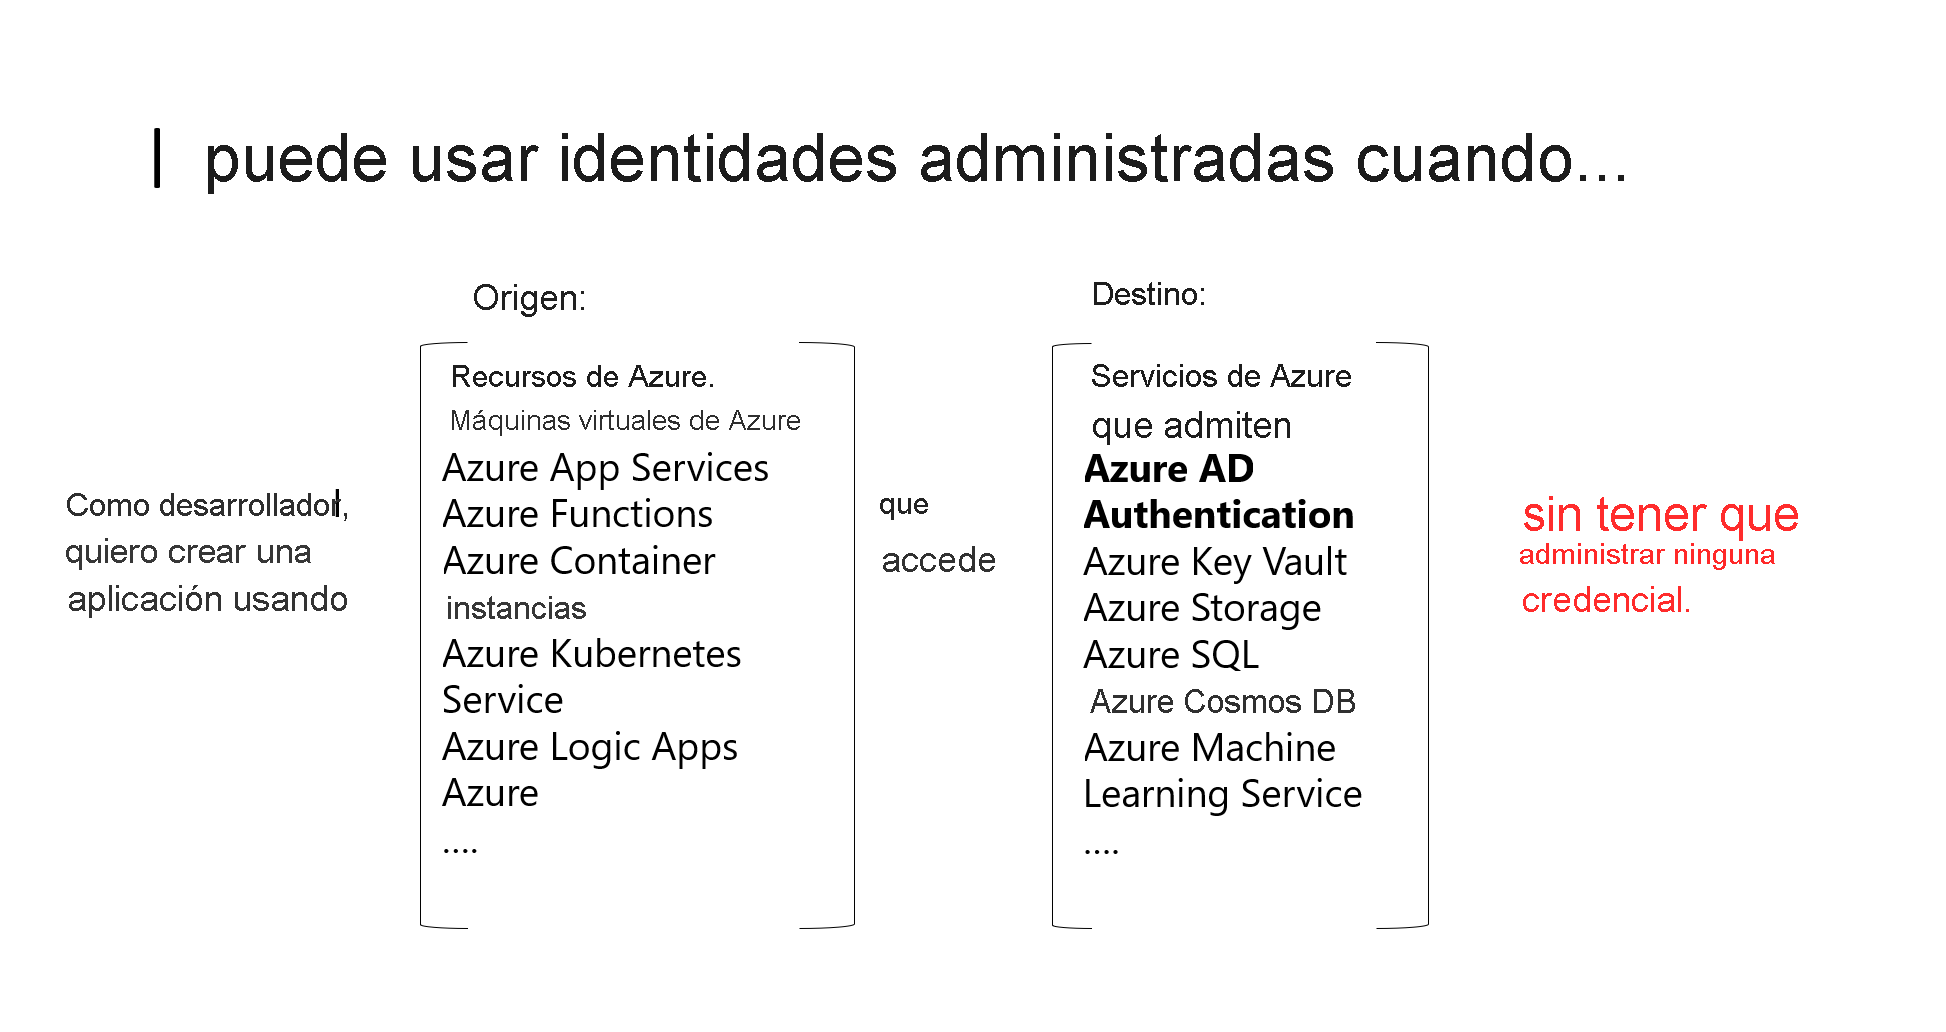 I puede usar identidades administradas cuando...
Como desarrollador,
quiero crear una
aplicación usando
Origen:
Recursos de Azure.
Máquinas virtuales de Azure
Azure App Services
Azure Functions
Azure Container
instancias
Azure Kubernetes
Service
Azure Logic Apps
Azure
....
que
accede
Destino:
Servicios de Azure
que admiten
Azure AD
Authentication
Azure Key Vault
Azure Storage
Azure SQL
Azure Cosmos DB
Azure Machine
Learning Service
....
sin tener que
administrar ninguna
credencial.